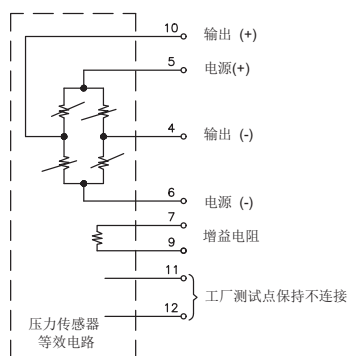 10 输出 (+)
5 电源(+)
4 输出 (-)
6 电源 (-)
7
增益电阻
9
11
工厂测试点保持不连接
12
压力传感器
等效电路